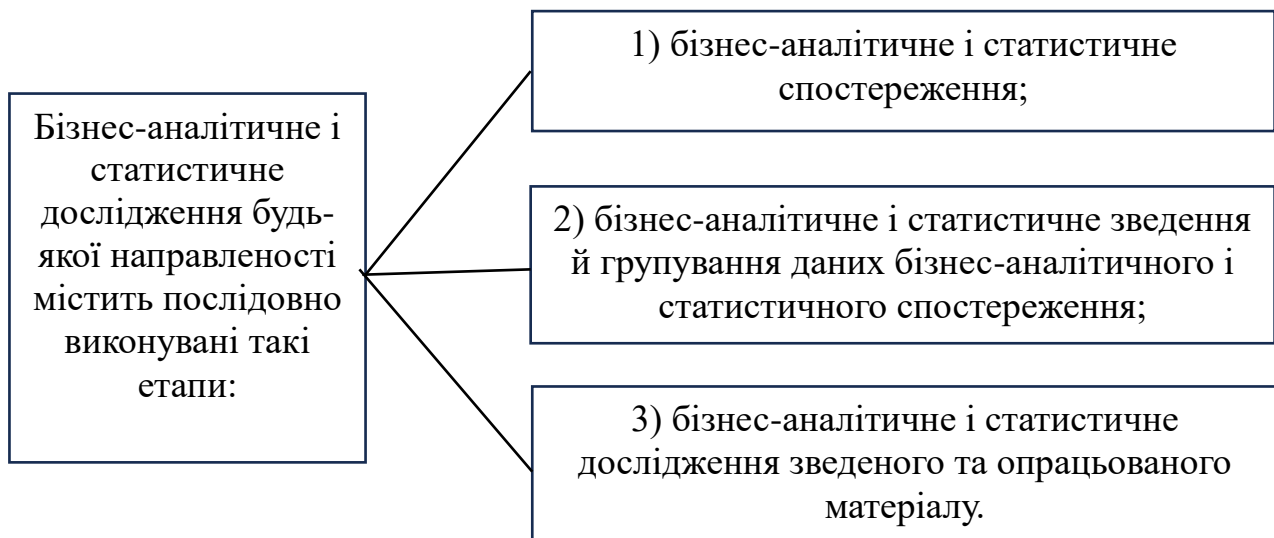 Бізнес-аналітичне і
статистичне
дослідження будь-
якої направленості
містить послідовно
виконувані такі
етапи:
1) бізнес-аналітичне і статистичне
спостереження;
2) бізнес-аналітичне і статистичне зведення
й групування даних бізнес-аналітичного і
статистичного спостереження;
3) бізнес-аналітичне і статистичне
дослідження зведеного та опрацьованого
матеріалу.